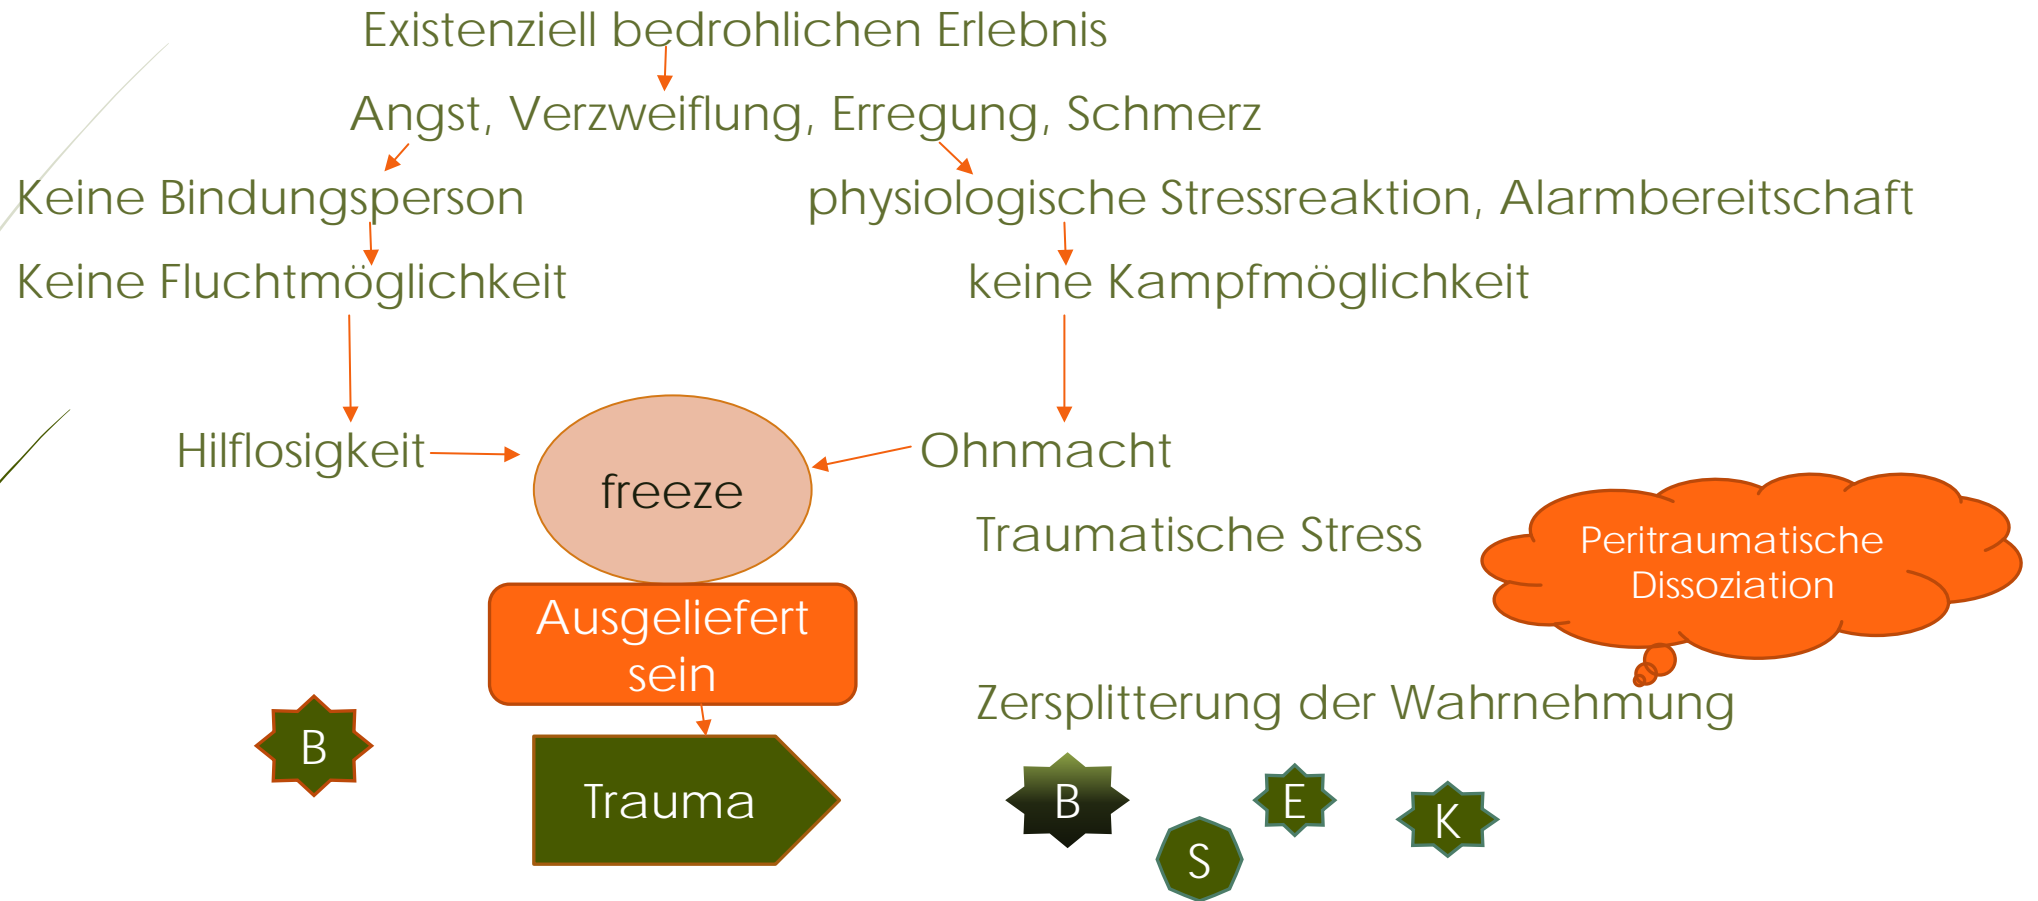 Existenziell bedrohlichen Erlebnis
Angst, Verzweiflung, Erregung, Schmerz
Keine Bindungsperson
physiologische Stressreaktion, Alarmbereitschaft
Keine Fluchtmöglichkeit
keine Kampfmöglichkeit
Hilflosigkeit
freeze
Ohnmacht
Traumatische Stress
Peritraumatische
Dissoziation
Ausgeliefert
sein
Zersplitterung der Wahrnehmung
B
Trauma
B
E
K
S